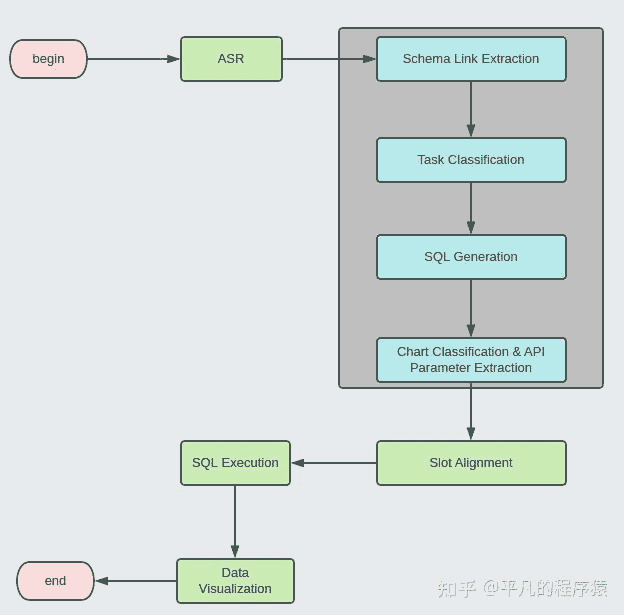 begin
ASR
Schema Link Extraction
Task Classification
SQL Generation
Chart Classification & API
Parameter Extraction
Slot Alignment
SQL Execution
Data
Visualization
end
知乎 @平凡的程序猿